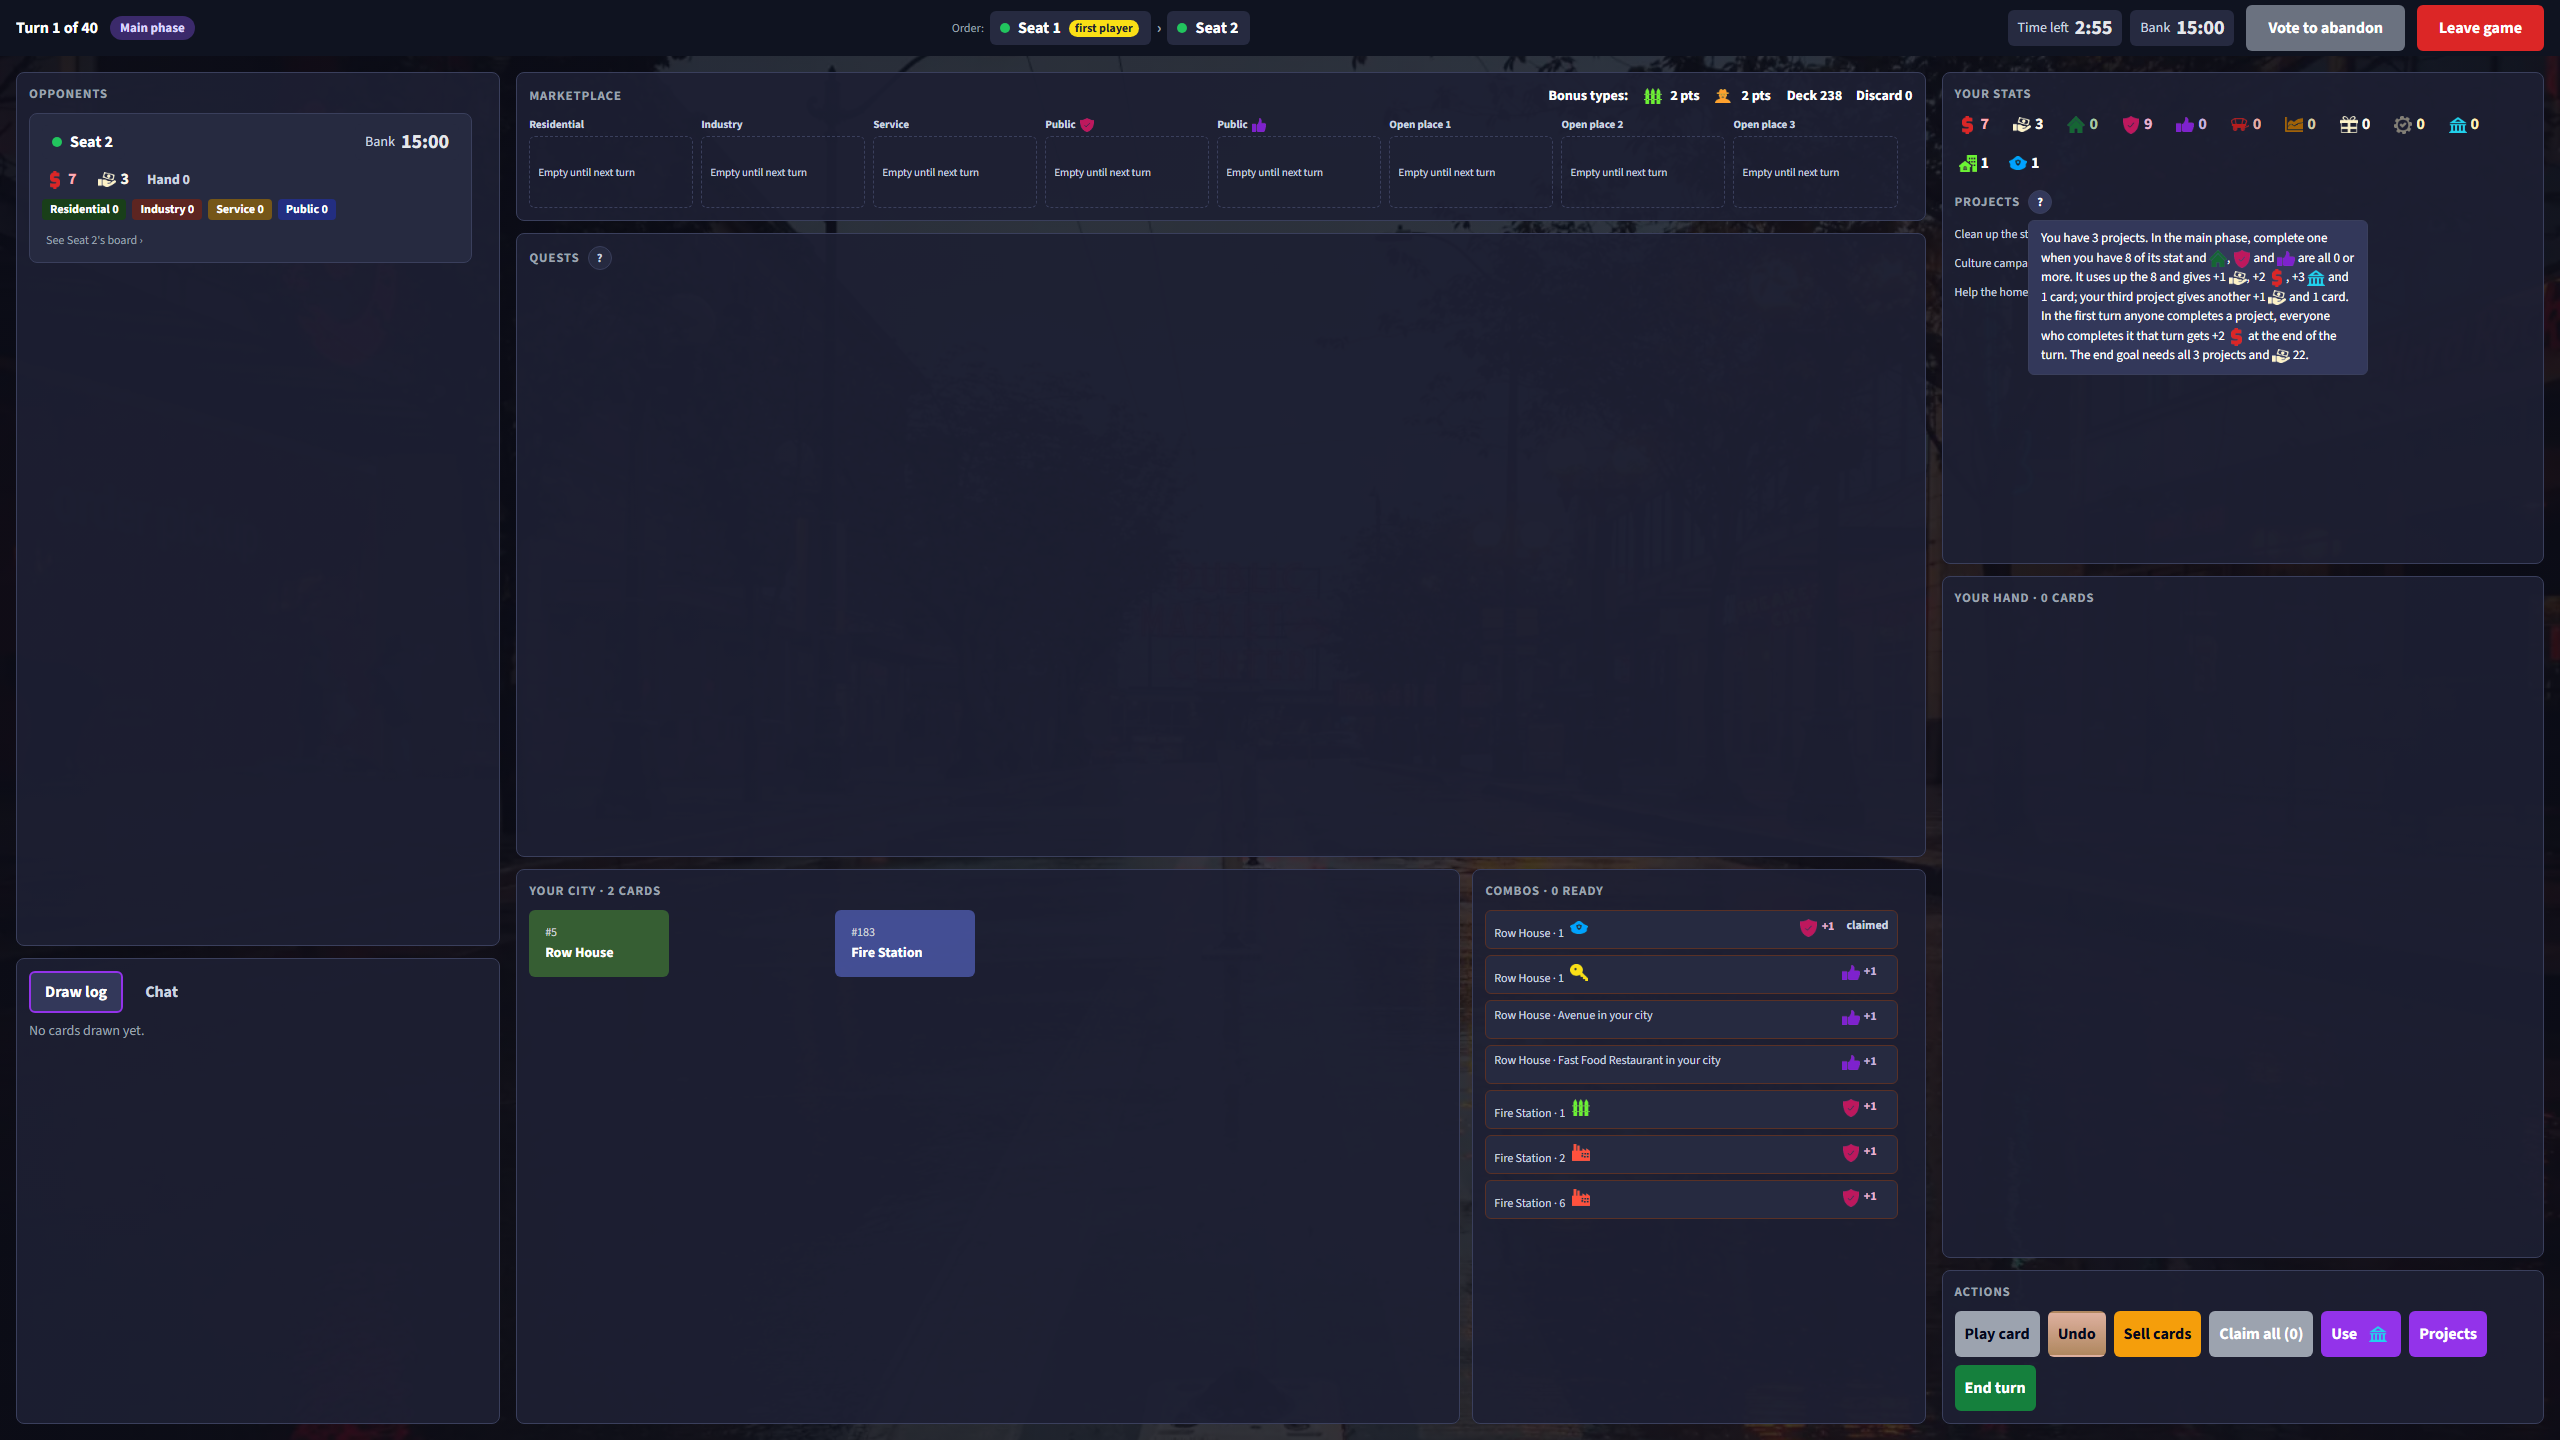 Turn 1 of 40 Main phase
Order: Seat 1 first player › Seat 2
Time left 2:55 Bank 15:00 Vote to abandon Leave game
OPPONENTS
Seat 2 Bank 15:00
7 3 Hand 0
Residential 0 Industry 0 Service 0 Public 0
See Seat 2's board ›
Draw log Chat
No cards drawn yet.
MARKETPLACE
Bonus types: 2 pts 2 pts Deck 238 Discard 0
Residential Industry Service Public Public Open place 1 Open place 2 Open place 3
Empty until next turn Empty until next turn Empty until next turn Empty until next turn Empty until next turn Empty until next turn Empty until next turn Empty until next turn
QUESTS ?
YOUR CITY · 2 CARDS
#5
Row House
#183
Fire Station
COMBOS · 0 READY
Row House · 1 +1 claimed
Row House · 1 +1
Row House · Avenue in your city +1
Row House · Fast Food Restaurant in your city +1
Fire Station · 1 +1
Fire Station · 2 +1
Fire Station · 6 +1
YOUR STATS
7 3 0 9 0 0 0 0 0 0
1 1
PROJECTS ?
Clean up the st
Culture campa
Help the home
You have 3 projects. In the main phase, complete one
when you have 8 of its stat and , and are all 0 or
more. It uses up the 8 and gives +1 , +2 , +3 and
1 card; your third project gives another +1 and 1 card.
In the first turn anyone completes a project, everyone
who completes it that turn gets +2 at the end of the
turn. The end goal needs all 3 projects and 22.
YOUR HAND · 0 CARDS
ACTIONS
Play card Undo Sell cards Claim all (0) Use Projects
End turn